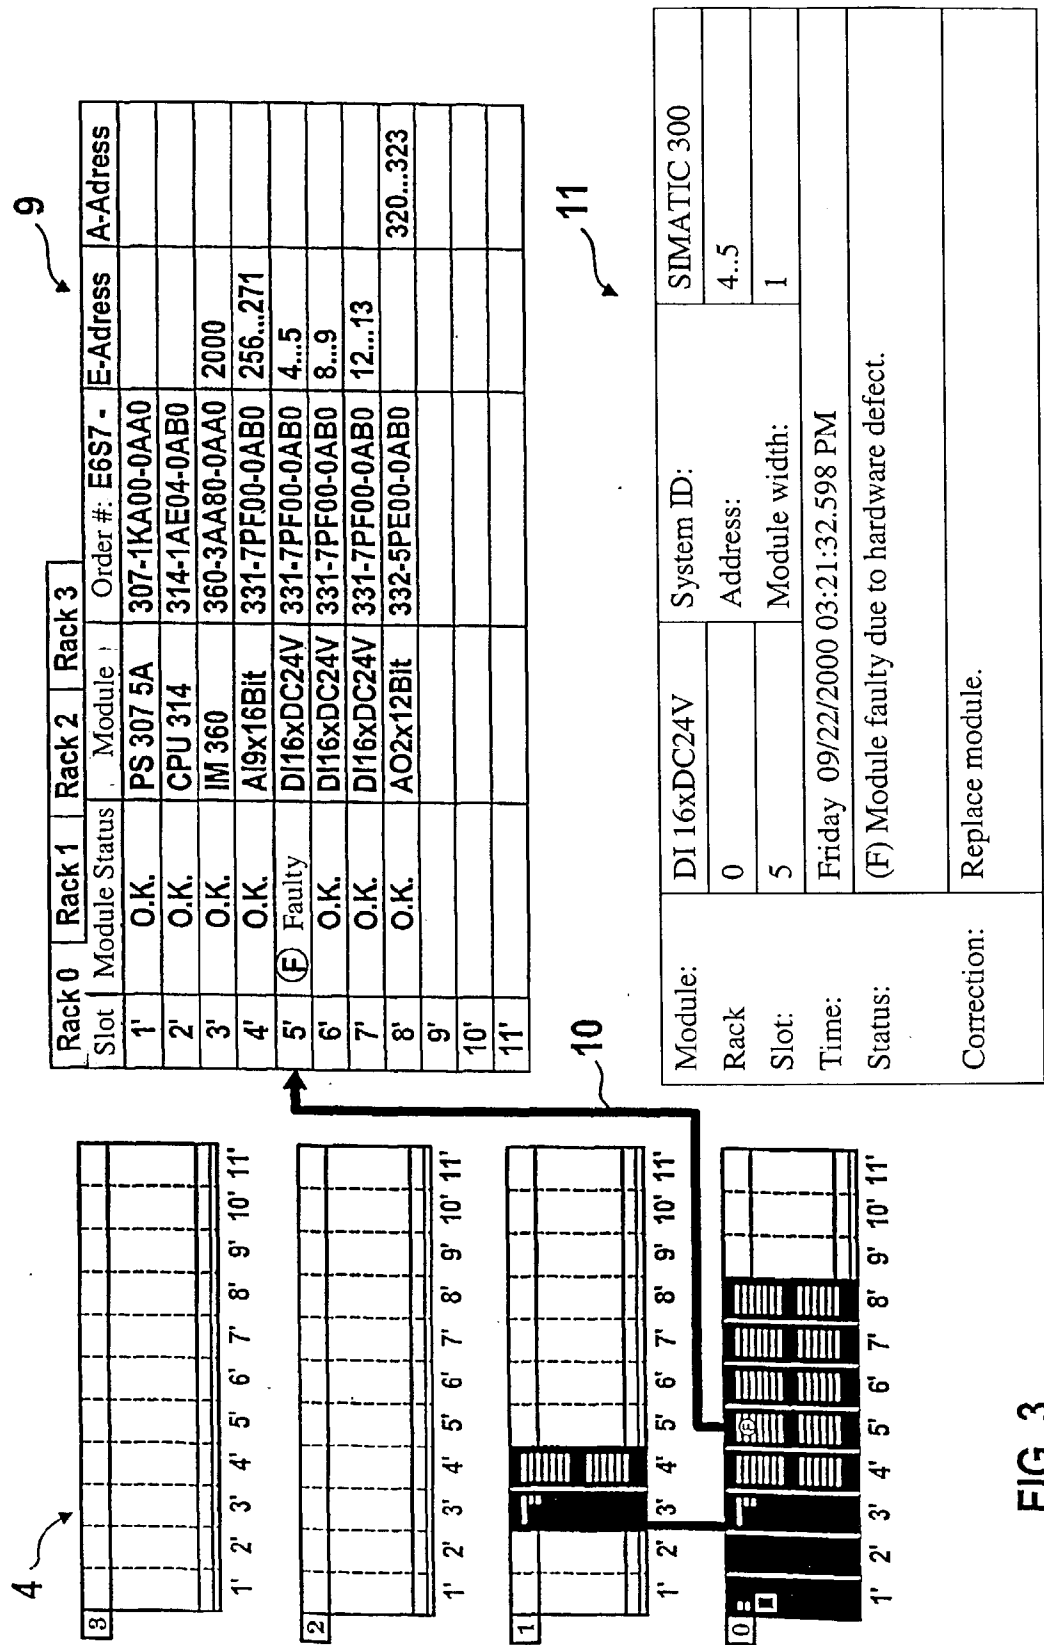 4
3
1' 2' 3' 4' 5' 6' 7' 8' 9' 10' 11'
2
1' 2' 3' 4' 5' 6' 7' 8' 9' 10' 11'
1
1' 2' 3' 4' 5' 6' 7' 8' 9' 10' 11'
0
F
1' 2' 3' 4' 5' 6' 7' 8' 9' 10' 11'
10
9
Rack 0 Rack 1 Rack 2 Rack 3
Slot Module Status Module Order #: E6S7 - E-Adress A-Adress
1' O.K. PS 307 5A 307-1KA00-0AA0
2' O.K. CPU 314 314-1AE04-0AB0
3' O.K. IM 360 360-3AA80-0AA0 2000
4' O.K. AI9x16Bit 331-7PF00-0AB0 256...271
5' F Faulty DI16xDC24V 331-7PF00-0AB0 4...5
6' O.K. DI16xDC24V 331-7PF00-0AB0 8...9
7' O.K. DI16xDC24V 331-7PF00-0AB0 12...13
8' O.K. AO2x12Bit 332-5PE00-0AB0 320...323
9'
10'
11'
11
Module: DI 16xDC24V System ID: SIMATIC 300
Rack 0 Address: 4..5
Slot: 5 Module width: 1
Time: Friday 09/22/2000 03:21:32.598 PM
Status: (F) Module faulty due to hardware defect.
Correction: Replace module.
FIG. 3